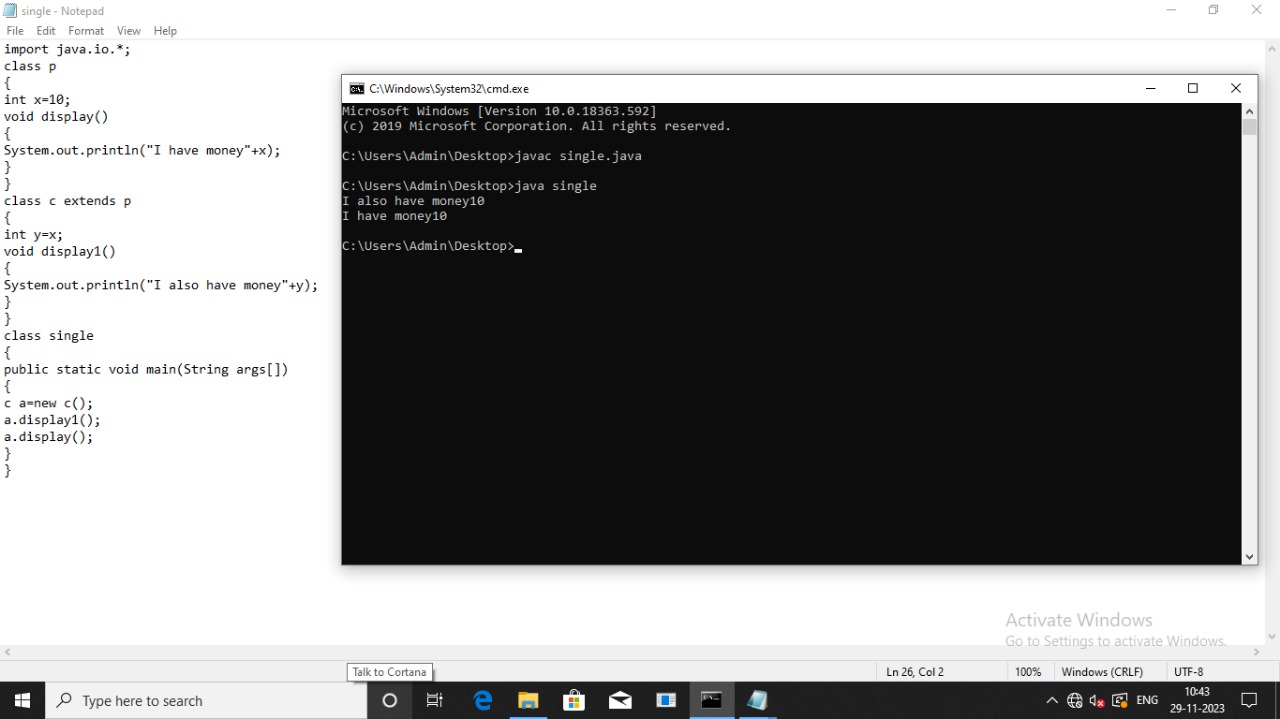 single - Notepad
File Edit Format View Help
import java.io.*;
class p
{
int x=10;
void display()
{
System.out.println("I have money"+x);
}
}
class c extends p
{
int y=x;
void display1()
{
System.out.println("I also have money"+y);
}
}
class single
{
public static void main(String args[])
{
c a=new c();
a.display1();
a.display();
}
}
C:\Windows\System32\cmd.exe
Microsoft Windows [Version 10.0.18363.592]
(c) 2019 Microsoft Corporation. All rights reserved.
C:\Users\Admin\Desktop>javac single.java
C:\Users\Admin\Desktop>java single
I also have money10
I have money10
C:\Users\Admin\Desktop>
Activate Windows
Go to Settings to activate Windows.
Talk to Cortana
Ln 26, Col 2 100% Windows (CRLF) UTF-8
Type here to search
ENG
10:43
29-11-2023